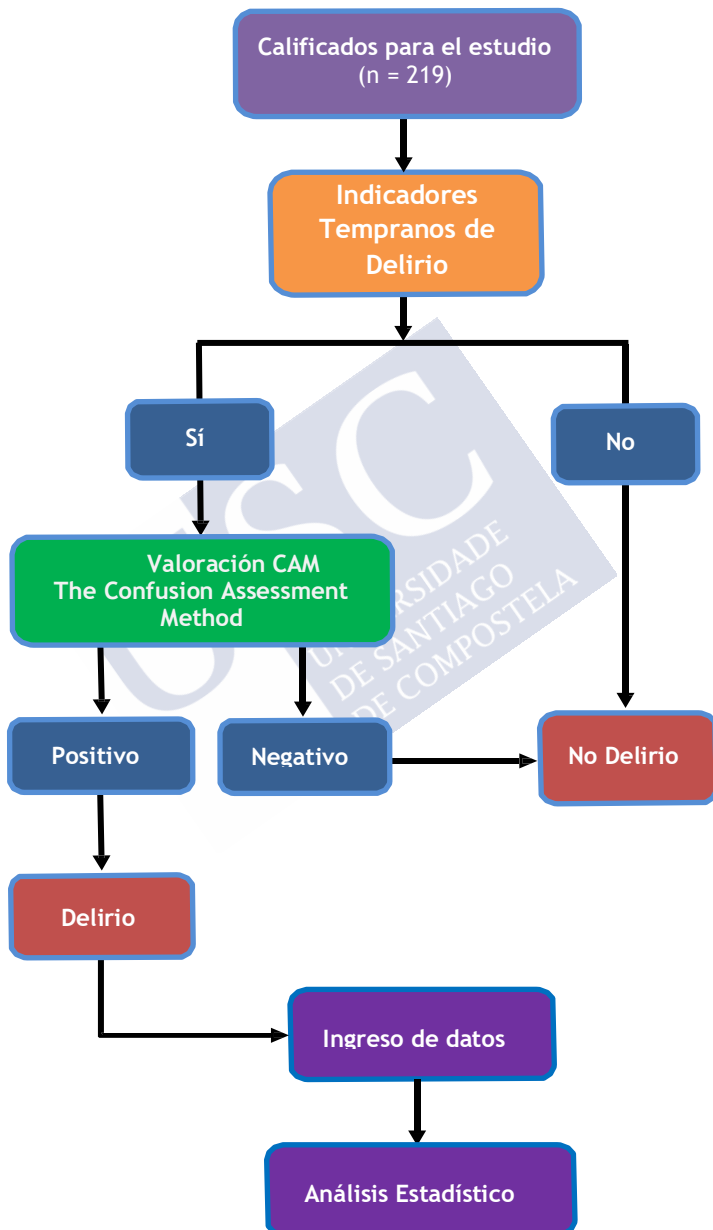 Calificados para el estudio
(n = 219)
Indicadores
Tempranos de
Delirio
Sí
No
Valoración CAM
The Confusion Assessment
Method
USC
DE SANTIAGO
DE COMPOSTELA
Positivo
Negativo
No Delirio
Delirio
Ingreso de datos
Análisis Estadístico